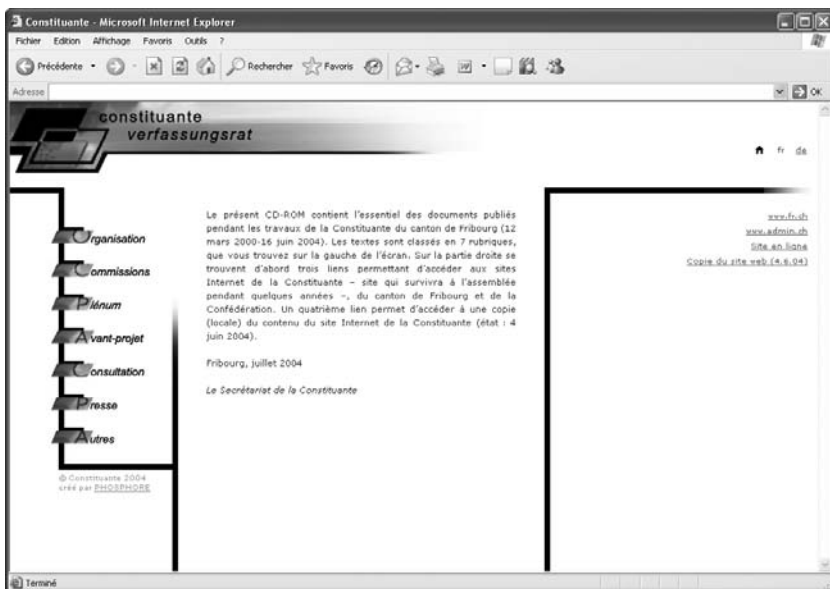 Constituante - Microsoft Internet Explorer
Fichier Edition Affichage Favoris Outils ?
Précédente Rechercher Favoris
Adresse OK
constituante
verfassungsrat
fr de
Organisation
Commissions
Plénum
Avant-projet
Consultation
Presse
Autres
© Constituante 2004
créé par PHOSPHORE
Le présent CD-ROM contient l'essentiel des documents publiés
pendant les travaux de la Constituante du canton de Fribourg (12
mars 2000-16 juin 2004). Les textes sont classés en 7 rubriques,
que vous trouvez sur la gauche de l'écran. Sur la partie droite se
trouvent d'abord trois liens permettant d'accéder aux sites
Internet de la Constituante – site qui survivra à l'assemblée
pendant quelques années –, du canton de Fribourg et de la
Confédération. Un quatrième lien permet d'accéder à une copie
(locale) du contenu du site Internet de la Constituante (état : 4
juin 2004).
Fribourg, juillet 2004
Le Secrétariat de la Constituante
www.fr.ch
www.admin.ch
Site en ligne
Copie du site web (4.6.04)
Terminé